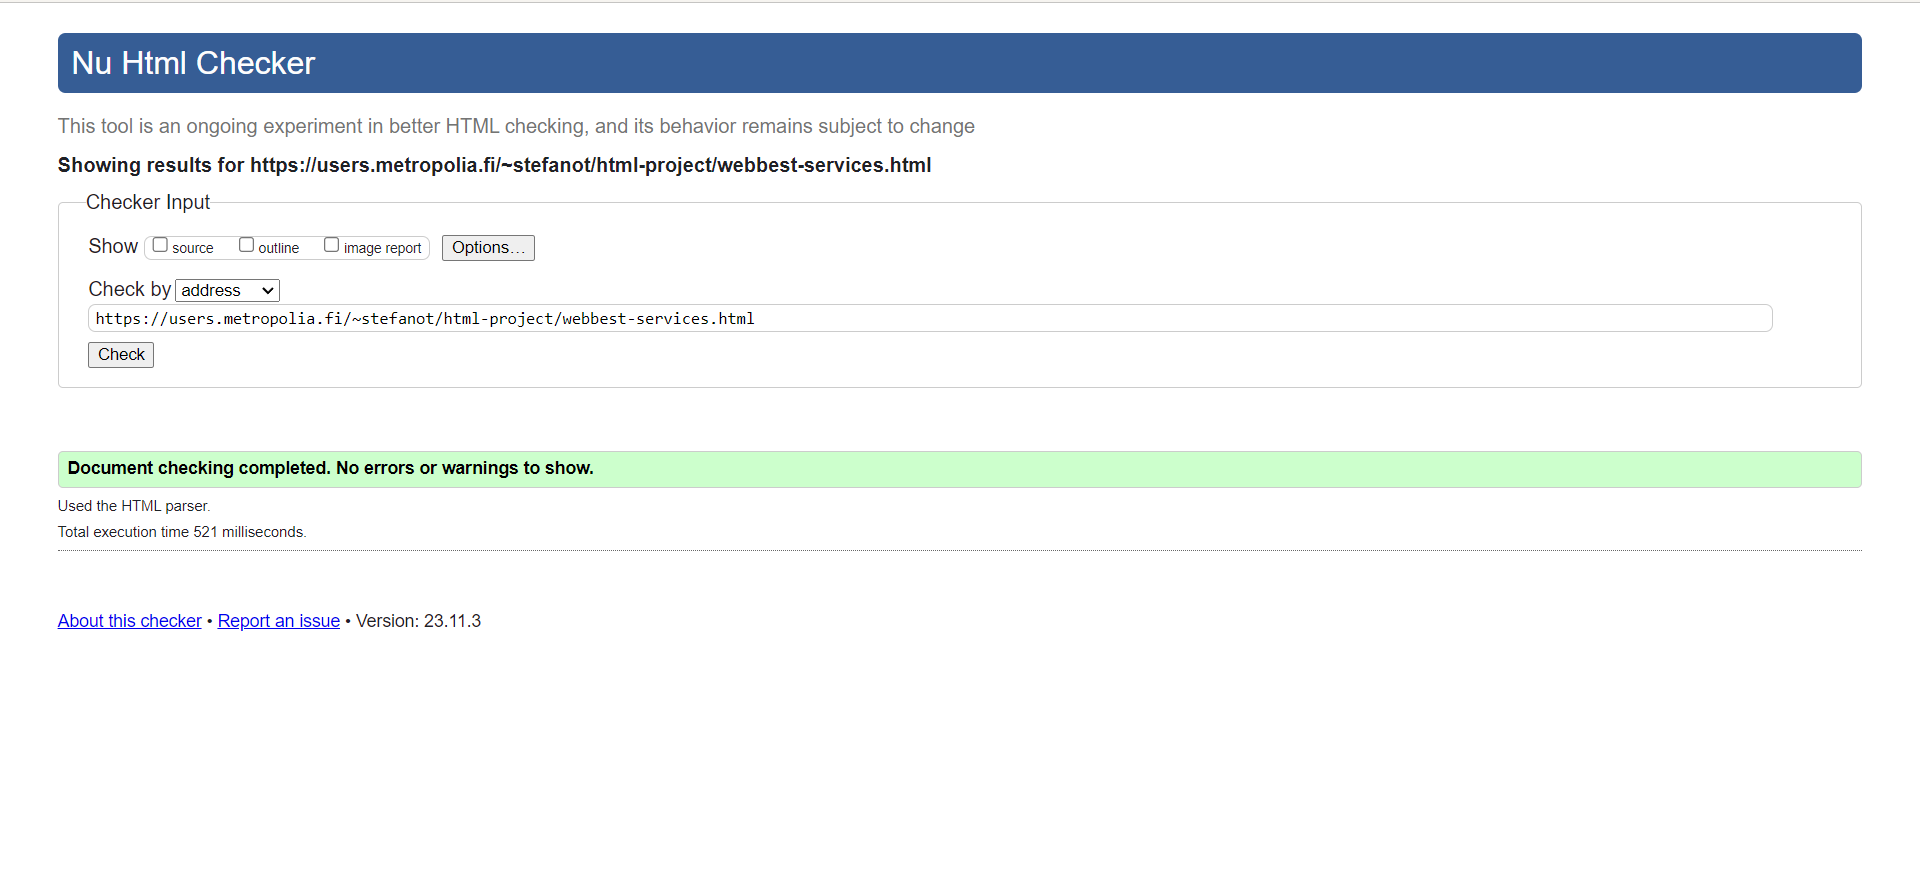 Nu Html Checker
This tool is an ongoing experiment in better HTML checking, and its behavior remains subject to change
Showing results for https://users.metropolia.fi/~stefanot/html-project/webbest-services.html
Checker Input
Show source outline image report Options…
Check by address
https://users.metropolia.fi/~stefanot/html-project/webbest-services.html
Check
Document checking completed. No errors or warnings to show.
Used the HTML parser.
Total execution time 521 milliseconds.
About this checker • Report an issue • Version: 23.11.3